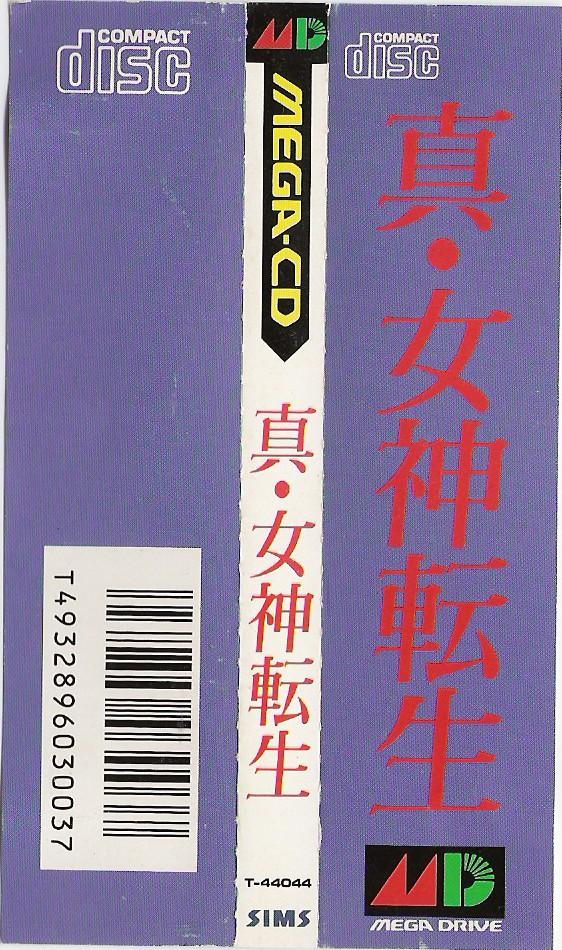 COMPACT
disc
T4932896030037
MD
MEGA-CD
真・女神転生
T-44044
SIMS
COMPACT
disc
真・女神転生
MD
MEGA DRIVE